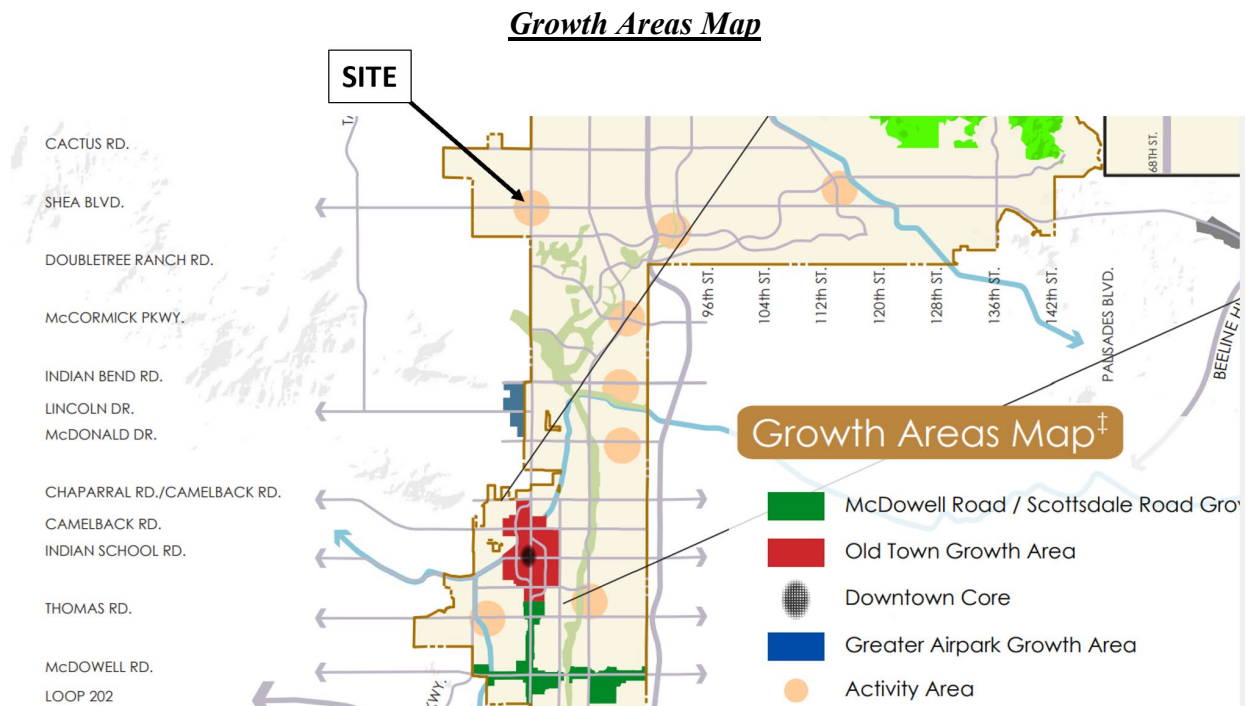 Growth Areas Map
SITE
CACTUS RD.
SHEA BLVD.
DOUBLETREE RANCH RD.
McCORMICK PKWY.
INDIAN BEND RD.
LINCOLN DR.
McDONALD DR.
CHAPARRAL RD./CAMELBACK RD.
CAMELBACK RD.
INDIAN SCHOOL RD.
THOMAS RD.
McDOWELL RD.
LOOP 202
68TH ST.
96th ST.
104th ST.
112th ST.
120th ST.
128th ST.
136th ST.
142th ST.
PALISADES BLVD.
BEELINE
Growth Areas Map‡
McDowell Road / Scottsdale Road
Old Town Growth Area
Downtown Core
Greater Airpark Growth Area
Activity Area